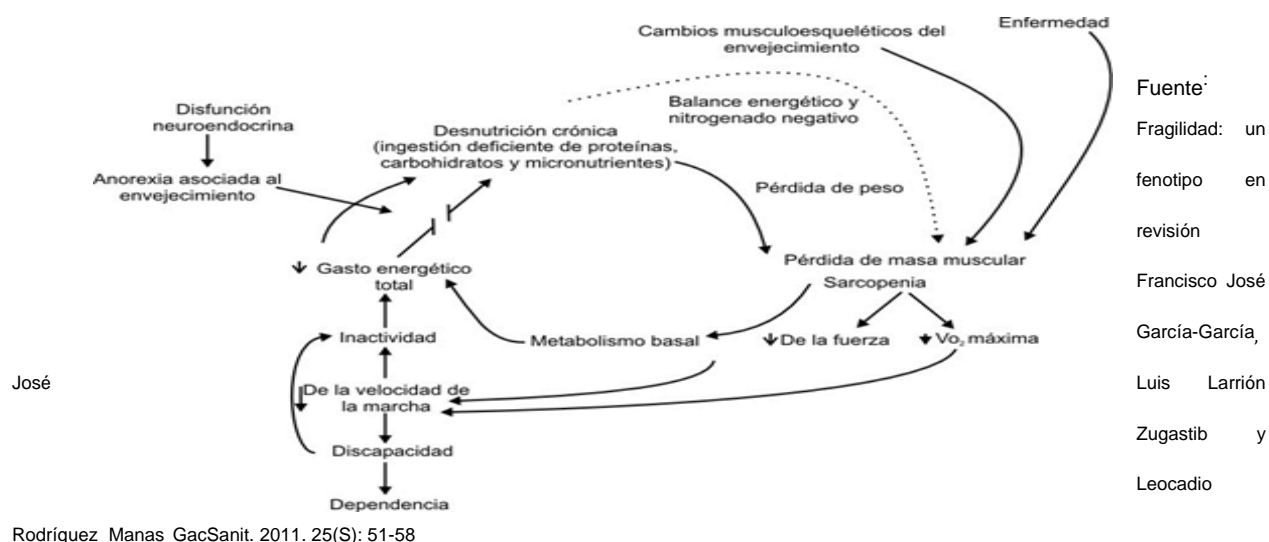 Cambios musculoesqueléticos del
envejecimiento
Enfermedad
Disfunción
neuroendocrina
Anorexia asociada al
envejecimiento
Desnutrición crónica
(ingestión deficiente de proteínas,
carbohidratos y micronutrientes)
Balance energético y
nitrogenado negativo
Pérdida de peso
Gasto energético
total
Pérdida de masa muscular
Sarcopenia
Inactividad
Metabolismo basal
De la fuerza
Vo₂ máxima
De la velocidad de
la marcha
Discapacidad
Dependencia
Fuente:
Fragilidad: un
fenotipo en
revisión
Francisco José
García-García,
José Luis Larrión
Zugastib y
Leocadio
Rodríguez Manas GacSanit. 2011. 25(S): 51-58